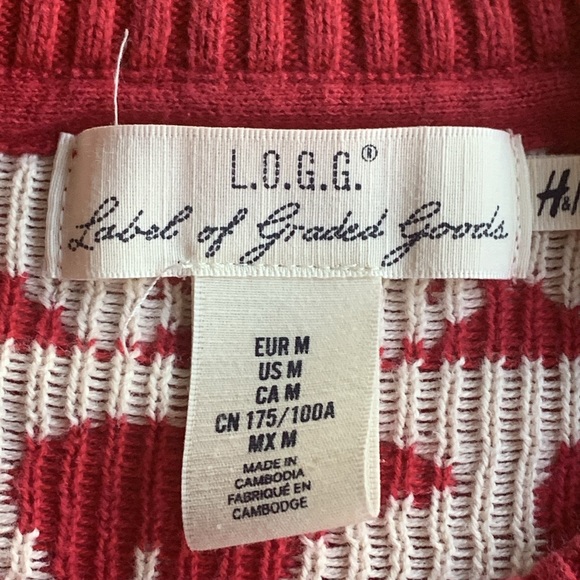 L.O.G.G.®
Label of Graded Goods
EUR M
US M
CA M
CN 175/100A
MX M
MADE IN
CAMBODIA
FABRIQUÉ EN
CAMBODGE